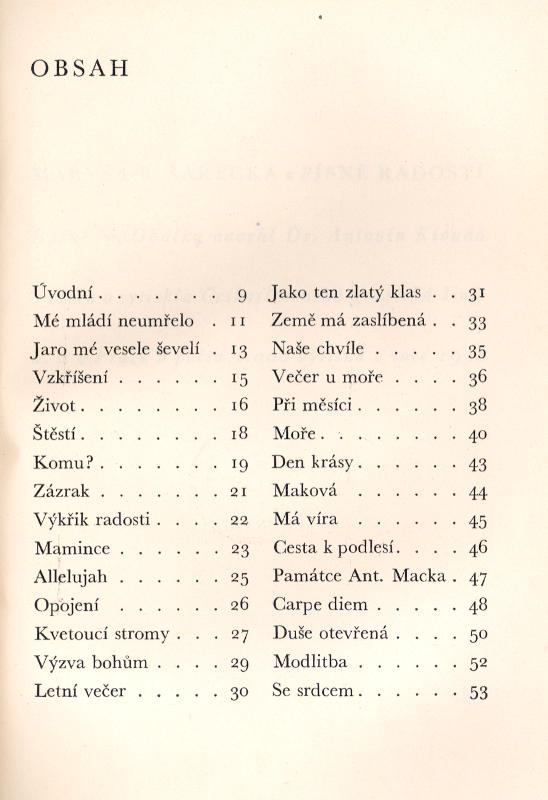 OBSAH
Úvodní . . . . . . . 9
Mé mládí neumřelo . 11
Jaro mé vesele ševelí . 13
Vzkříšení . . . . . . 15
Život . . . . . . . . 16
Štěstí . . . . . . . . 18
Komu? . . . . . . . 19
Zázrak . . . . . . . 21
Výkřik radosti . . . . 22
Mamince . . . . . . 23
Allelujah . . . . . . 25
Opojení . . . . . . 26
Kvetoucí stromy . . . 27
Výzva bohům . . . . 29
Letní večer . . . . . 30
Jako ten zlatý klas . . 31
Země má zaslíbená . . 33
Naše chvíle . . . . . 35
Večer u moře . . . . 36
Při měsíci . . . . . . 38
Moře . . . . . . . . 40
Den krásy . . . . . . 43
Maková . . . . . . 44
Má víra . . . . . . 45
Cesta k podlesí . . . . 46
Památce Ant. Macka . 47
Carpe diem . . . . . 48
Duše otevřená . . . . 50
Modlitba . . . . . . 52
Se srdcem . . . . . . 53